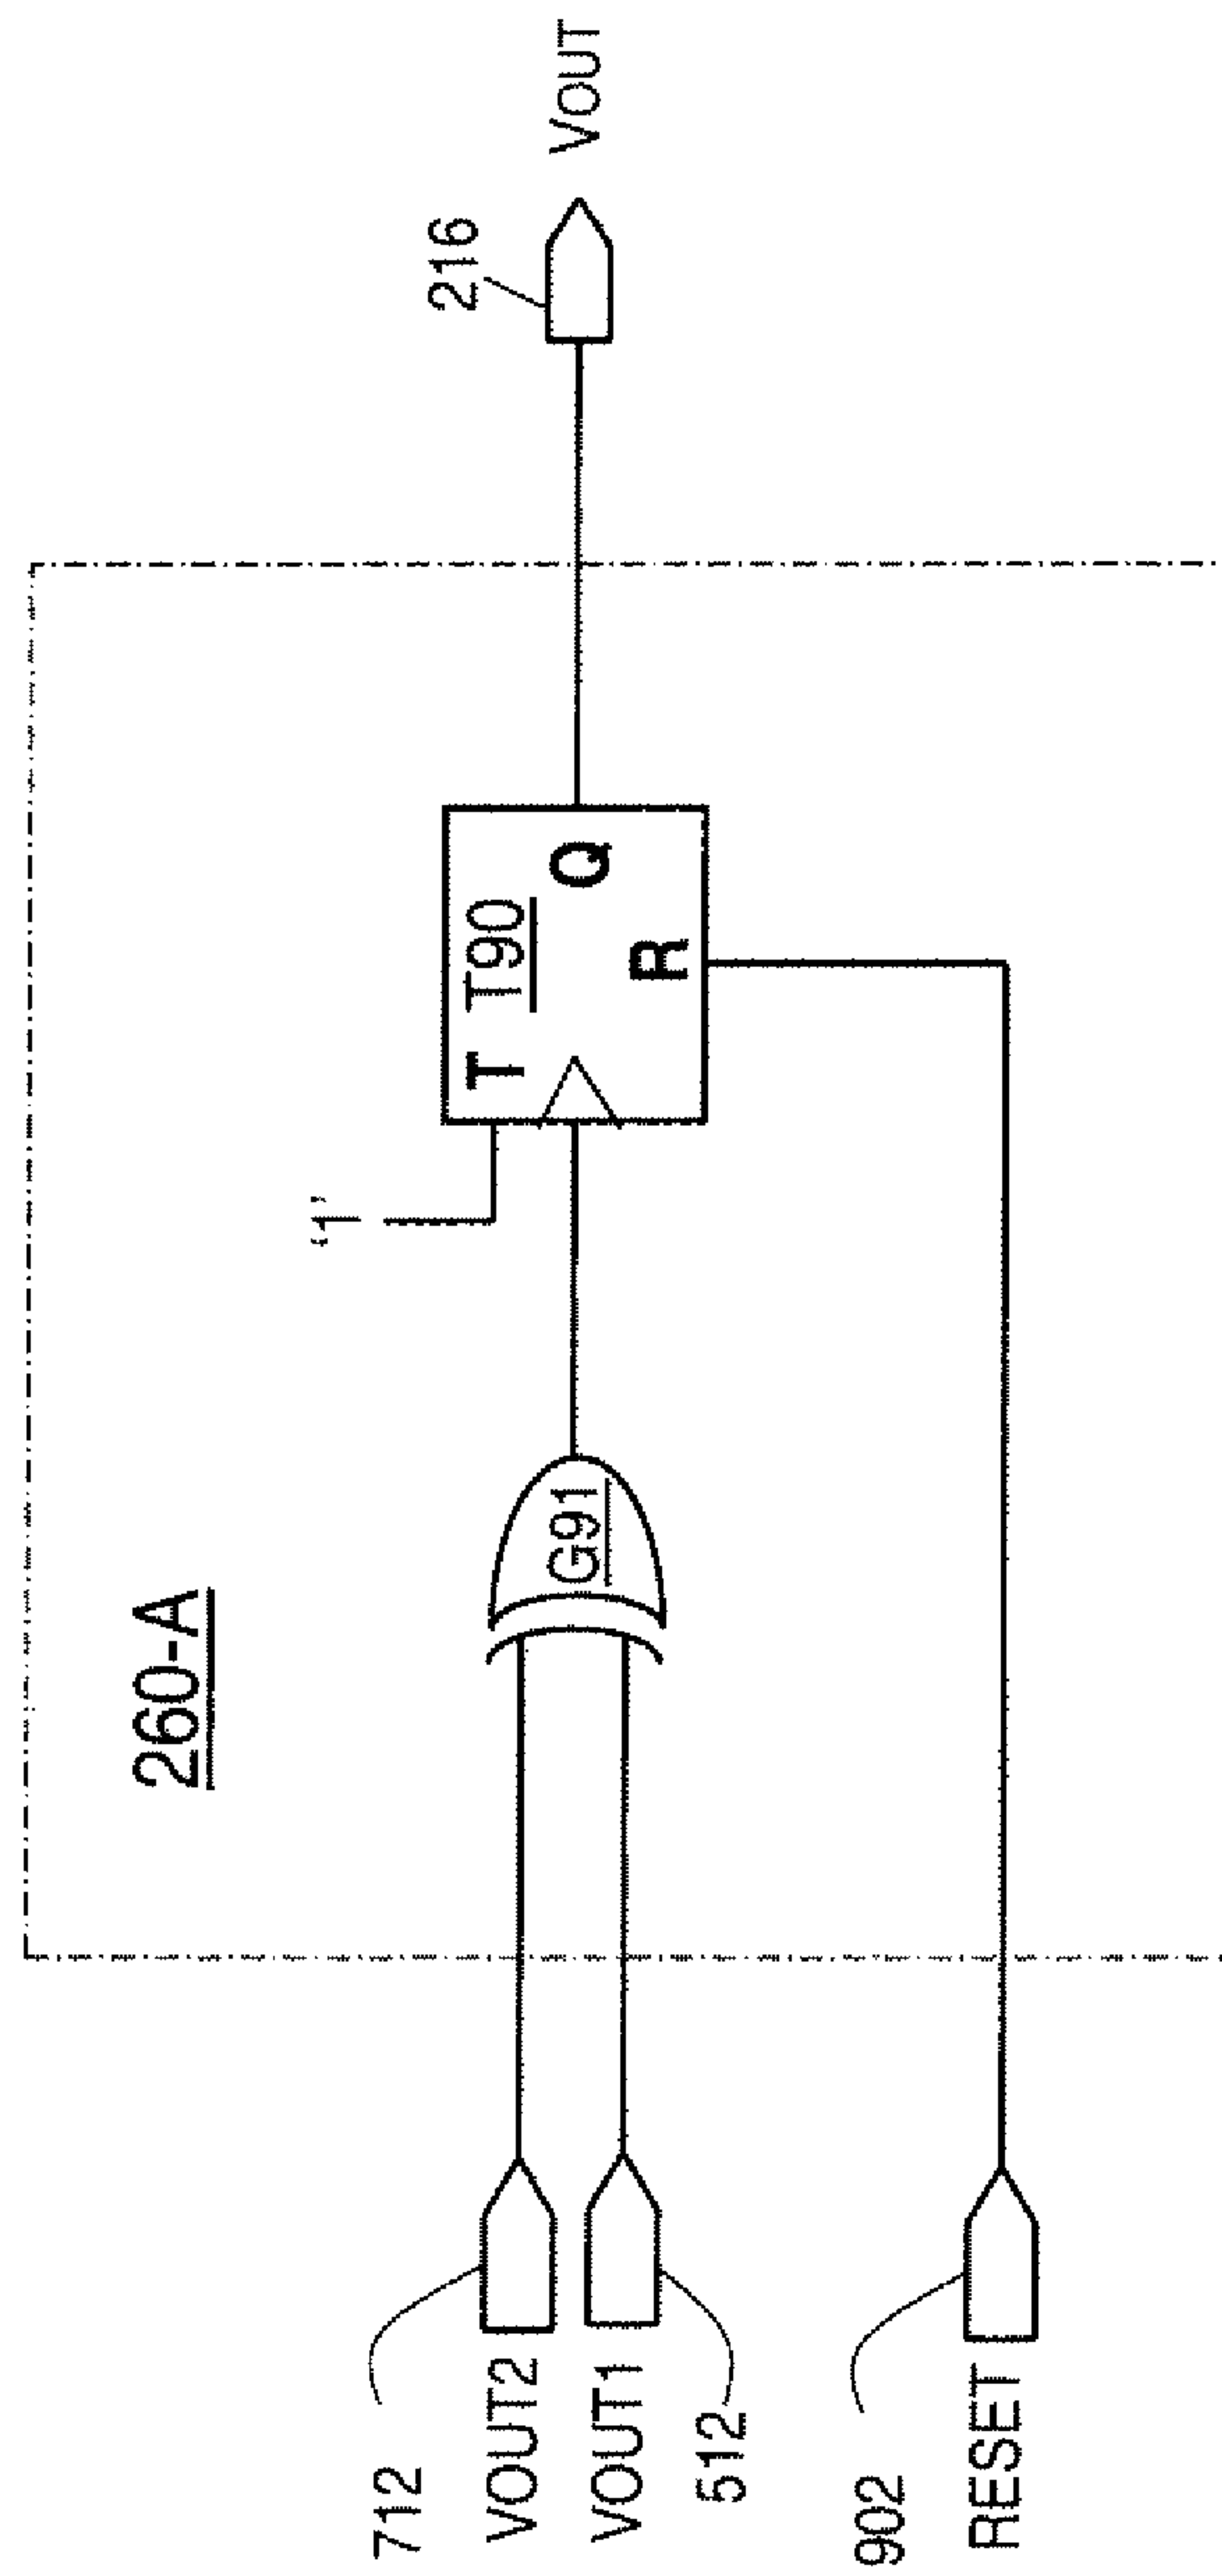 260-A
712
VOUT2
VOUT1
512
902
RESET
G91
'1'
T T90
Q
R
216
VOUT